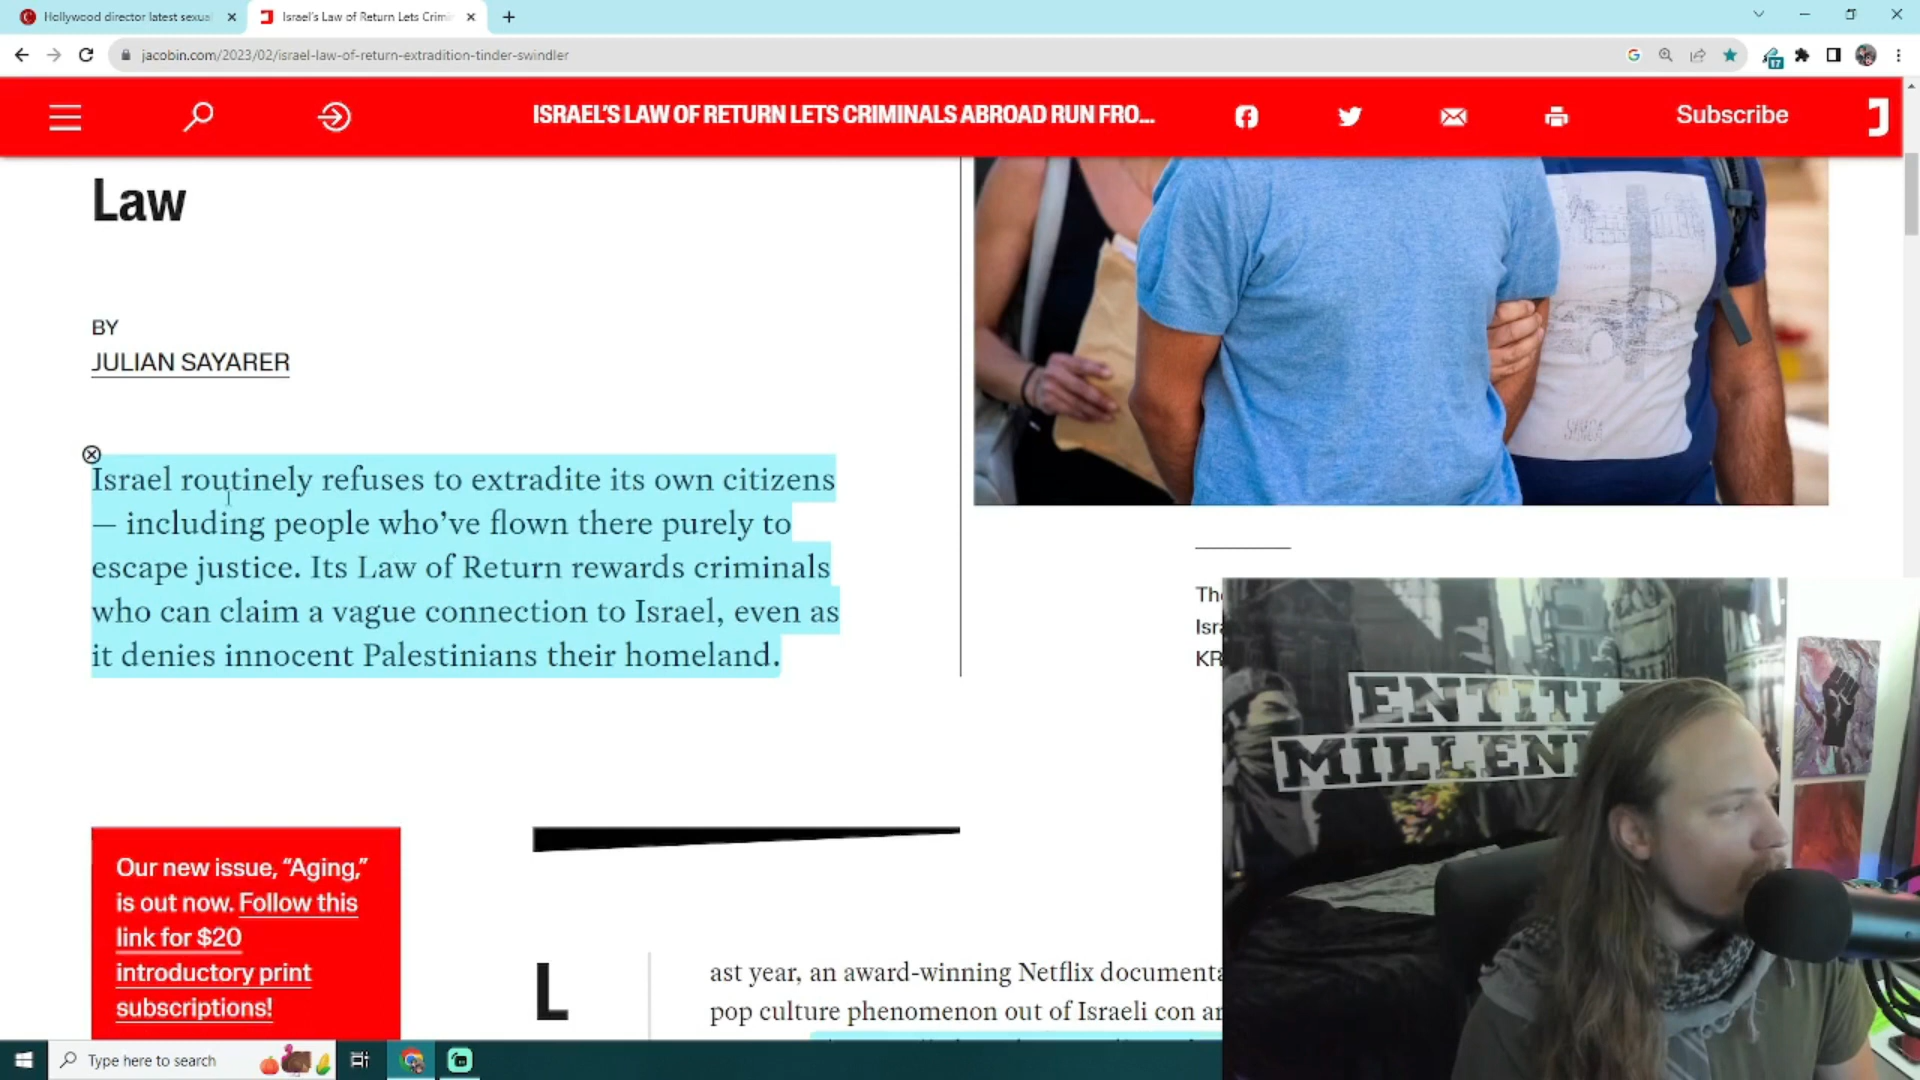 Hollywood director latest sexua
Israel's Law of Return Lets Crimi
jacobin.com/2023/02/israel-law-of-return-extradition-tinder-swindler
17
ISRAEL'S LAW OF RETURN LETS CRIMINALS ABROAD RUN FRO...
Subscribe
Law
BY
JULIAN SAYARER
Israel routinely refuses to extradite its own citizens
— including people who've flown there purely to
escape justice. Its Law of Return rewards criminals
who can claim a vague connection to Israel, even as
it denies innocent Palestinians their homeland.
Th
Isra
KR
ENTITL
MILLEN
Our new issue, “Aging,”
is out now. Follow this
link for $20
introductory print
subscriptions!
L
ast year, an award-winning Netflix documenta
pop culture phenomenon out of Israeli con ar
Type here to search